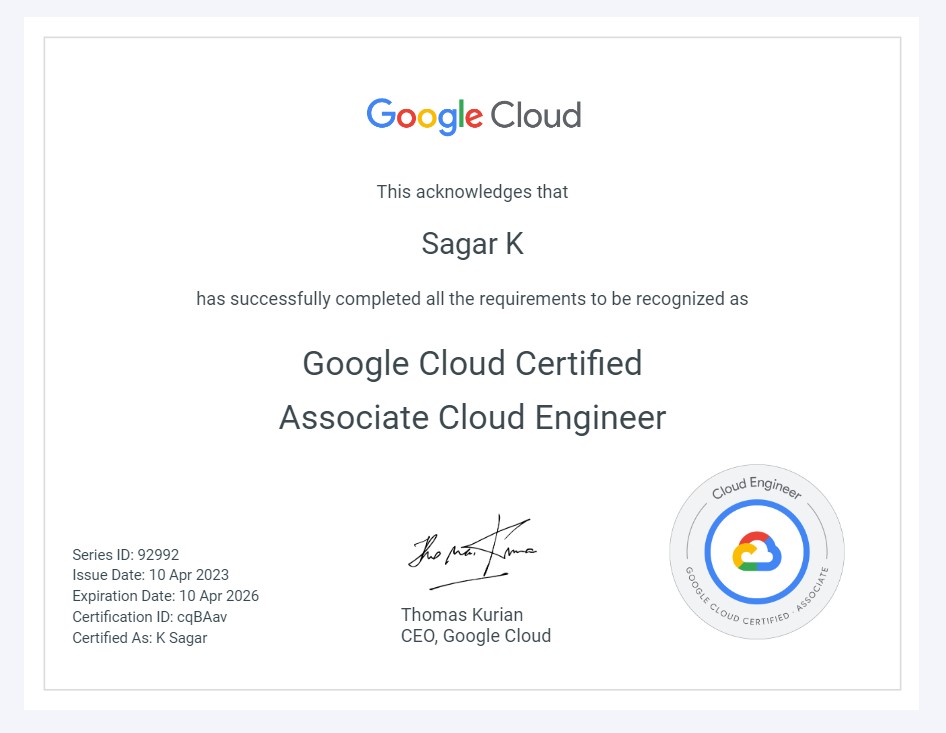 Google Cloud
This acknowledges that
Sagar K
has successfully completed all the requirements to be recognized as
Google Cloud Certified
Associate Cloud Engineer
Series ID: 92992
Issue Date: 10 Apr 2023
Expiration Date: 10 Apr 2026
Certification ID: cqBAav
Certified As: K Sagar
Thomas Kurian
CEO, Google Cloud
Cloud Engineer
GOOGLE CLOUD CERTIFIED · ASSOCIATE